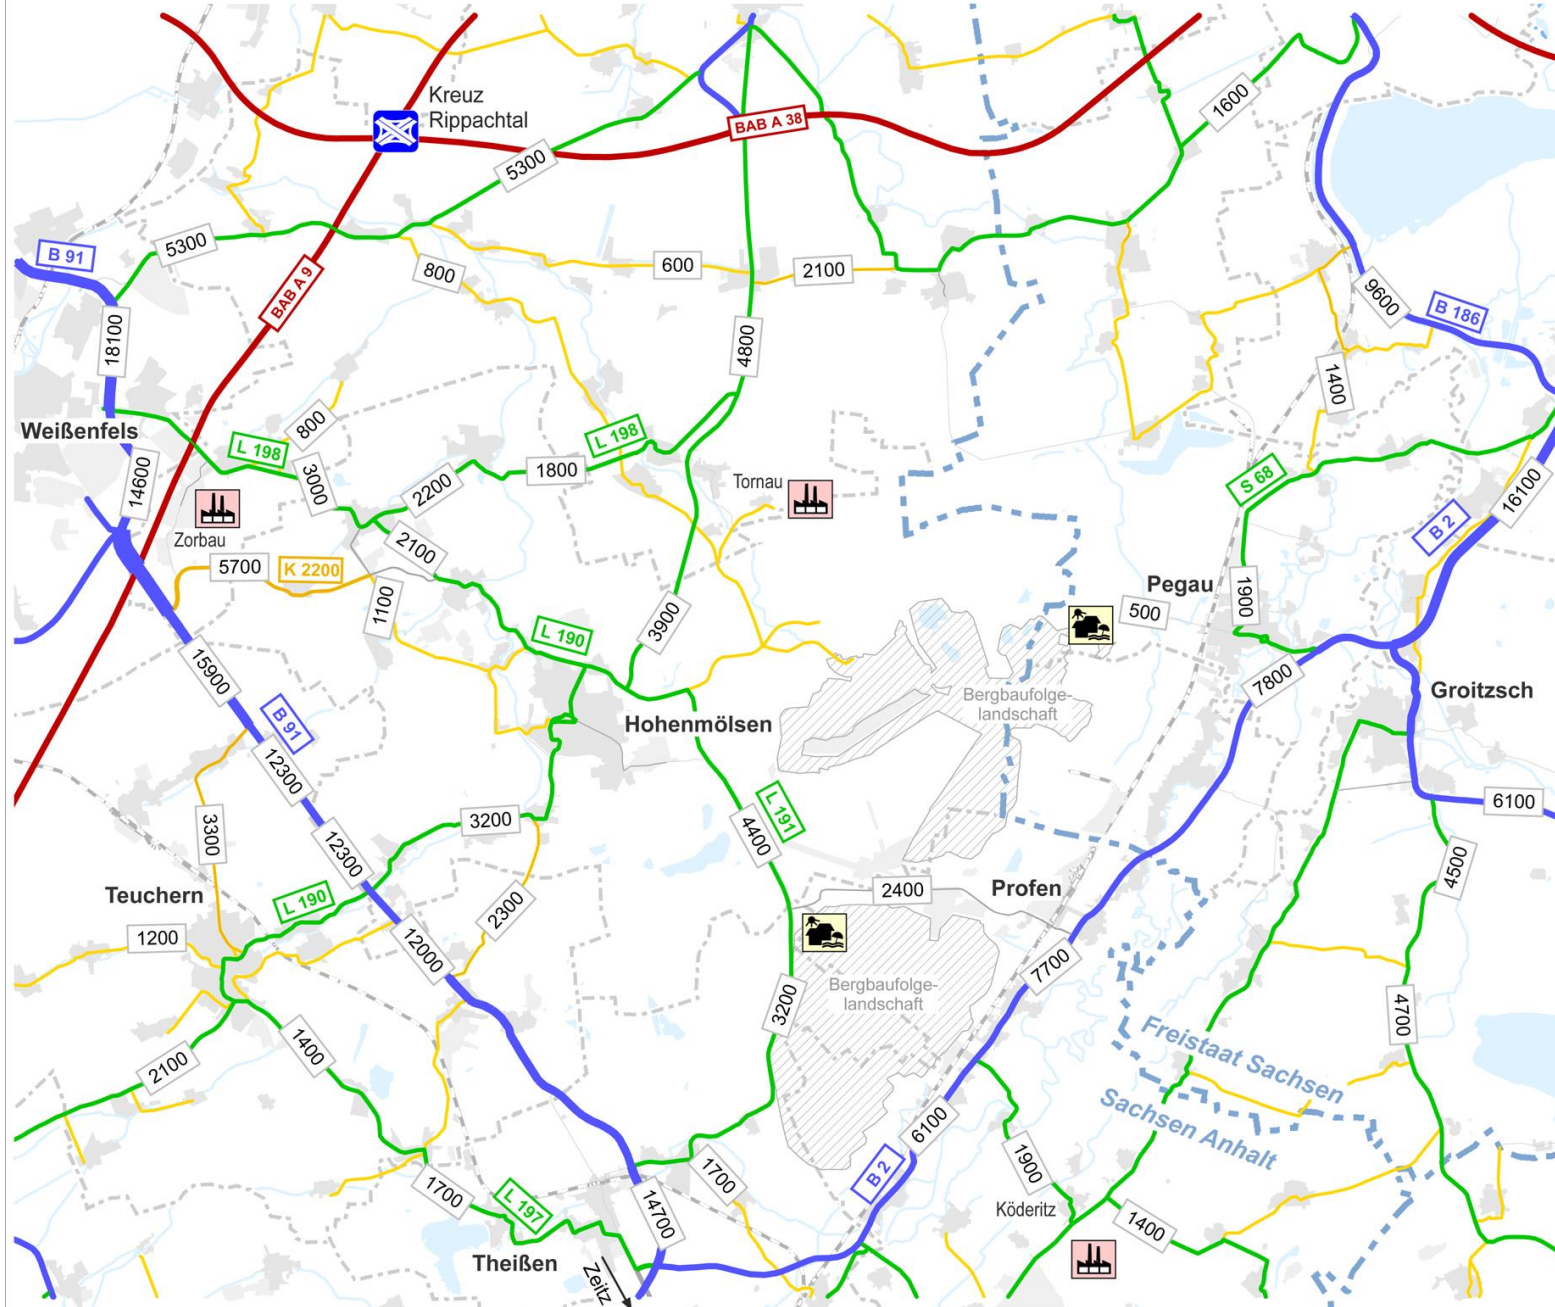 Kreuz
Rippachtal
1600
BAB A 38
5300
5300
B 91
800
600
2100
BAB A 9
9600
B 186
18100
4800
1400
Weißenfels
800
L 198
L 198
14600
3000
2200
1800
Tornau
S 68
16100
B 2
Zorbau
2100
5700
K 2200
1100
L 190
3900
500
Pegau
1900
15900
7800
Groitzsch
Bergbaufolge-
landschaft
B 91
Hohenmölsen
12300
L 191
6100
3300
3200
4400
12300
4500
Teuchern
L 190
2300
2400
Profen
1200
12000
7700
Bergbaufolge-
landschaft
3200
4700
1400
2100
Freistaat Sachsen
Sachsen Anhalt
6100
B 2
1900
1700
1700
L 197
14700
Köderitz
1400
Theißen
Zeitz